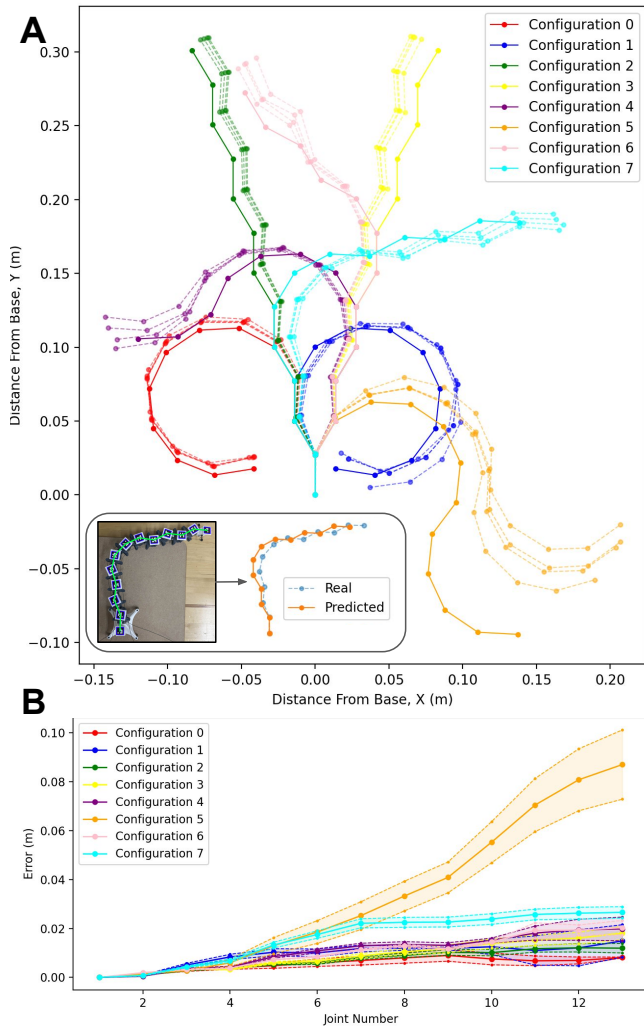 A
Configuration 0
Configuration 1
Configuration 2
Configuration 3
Configuration 4
Configuration 5
Configuration 6
Configuration 7
0.30
0.25
0.20
0.15
0.10
0.05
0.00
−0.05
−0.10
Distance From Base, Y (m)
Real
Predicted
−0.15
−0.10
−0.05
0.00
0.05
0.10
0.15
0.20
Distance From Base, X (m)
B
Configuration 0
Configuration 1
Configuration 2
Configuration 3
Configuration 4
Configuration 5
Configuration 6
Configuration 7
0.10
0.08
0.06
0.04
0.02
0.00
Error (m)
2
4
6
8
10
12
Joint Number